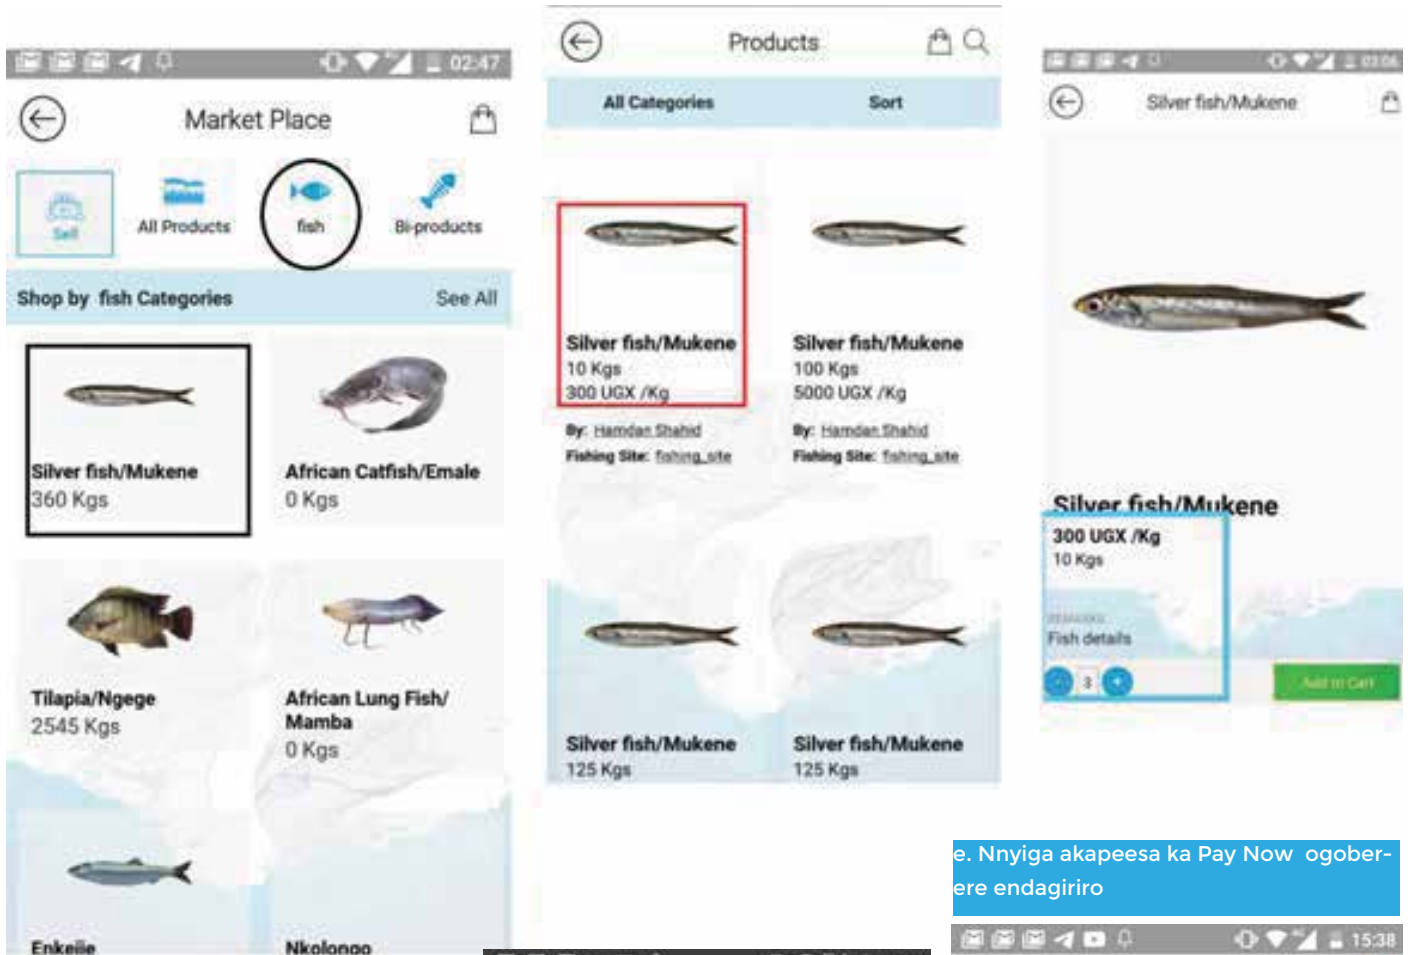 02:47
Market Place
Sell
All Products
fish
Bi-products
Shop by fish Categories
See All
Silver fish/Mukene
360 Kgs
African Catfish/Emale
0 Kgs
Tilapia/Ngege
2545 Kgs
African Lung Fish/
Mamba
0 Kgs
Enkejje
Nkolongo
Products
All Categories
Sort
Silver fish/Mukene
10 Kgs
300 UGX /Kg
By: Hamdan Shahid
Fishing Site: fishing_site
Silver fish/Mukene
100 Kgs
5000 UGX /Kg
By: Hamdan Shahid
Fishing Site: fishing_site
Silver fish/Mukene
125 Kgs
Silver fish/Mukene
125 Kgs
03:06
Silver fish/Mukene
Silver fish/Mukene
300 UGX /Kg
10 Kgs
Fish details
3
Add to Cart
e. Nnyiga akapeesa ka Pay Now ogober-
ere endagiriro
15:38